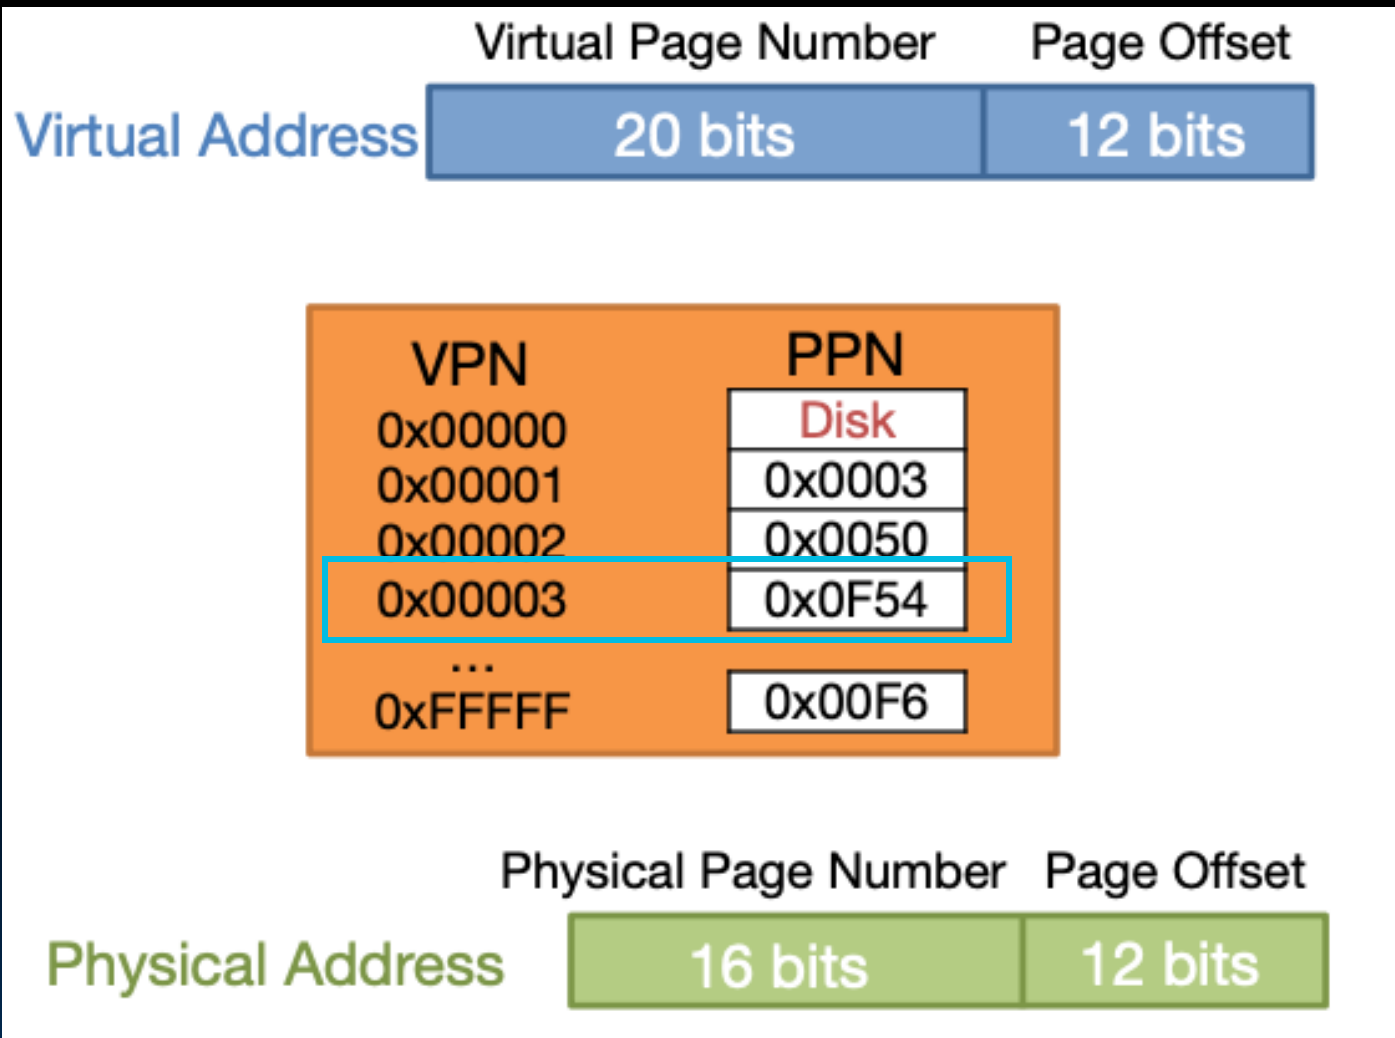 Virtual Page Number Page Offset
Virtual Address 20 bits 12 bits
VPN PPN
0x00000 Disk
0x00001 0x0003
0x00002 0x0050
0x00003 0x0F54
...
0xFFFFF 0x00F6
Physical Page Number Page Offset
Physical Address 16 bits 12 bits